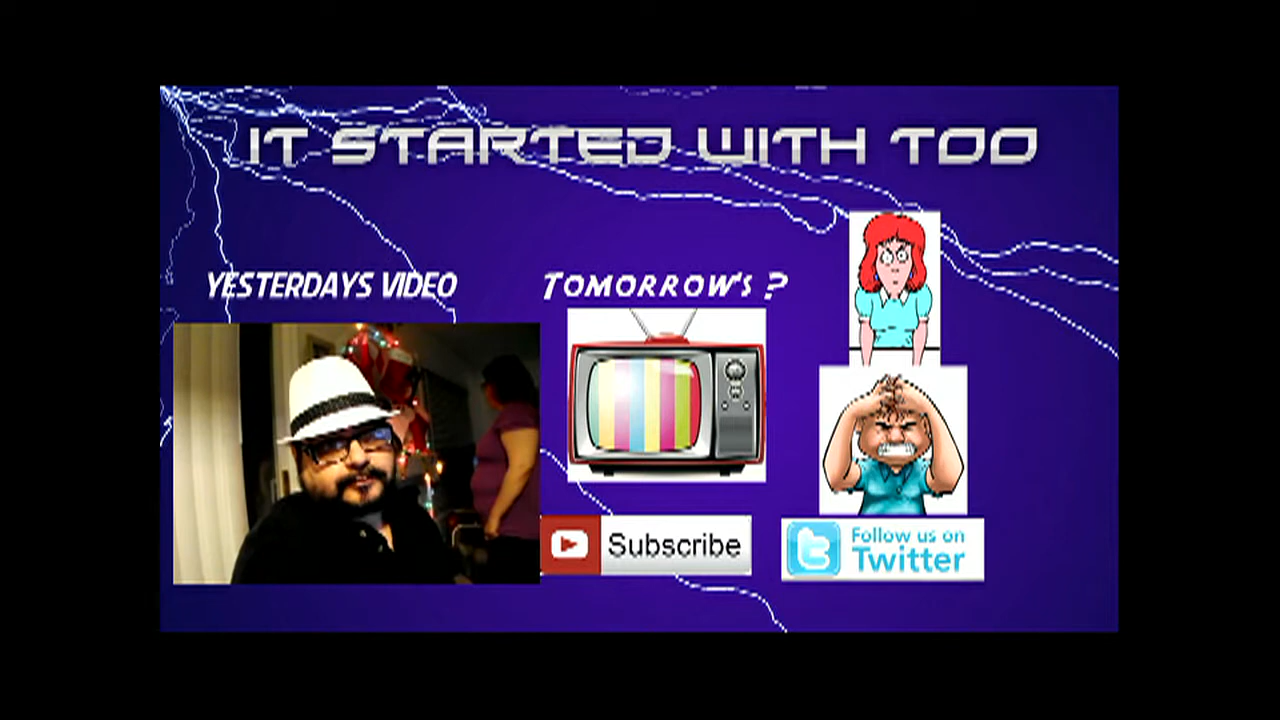 IT STARTED WITH TOO
YESTERDAYS VIDEO
TOMORROW'S ?
Subscribe
Follow us on
Twitter